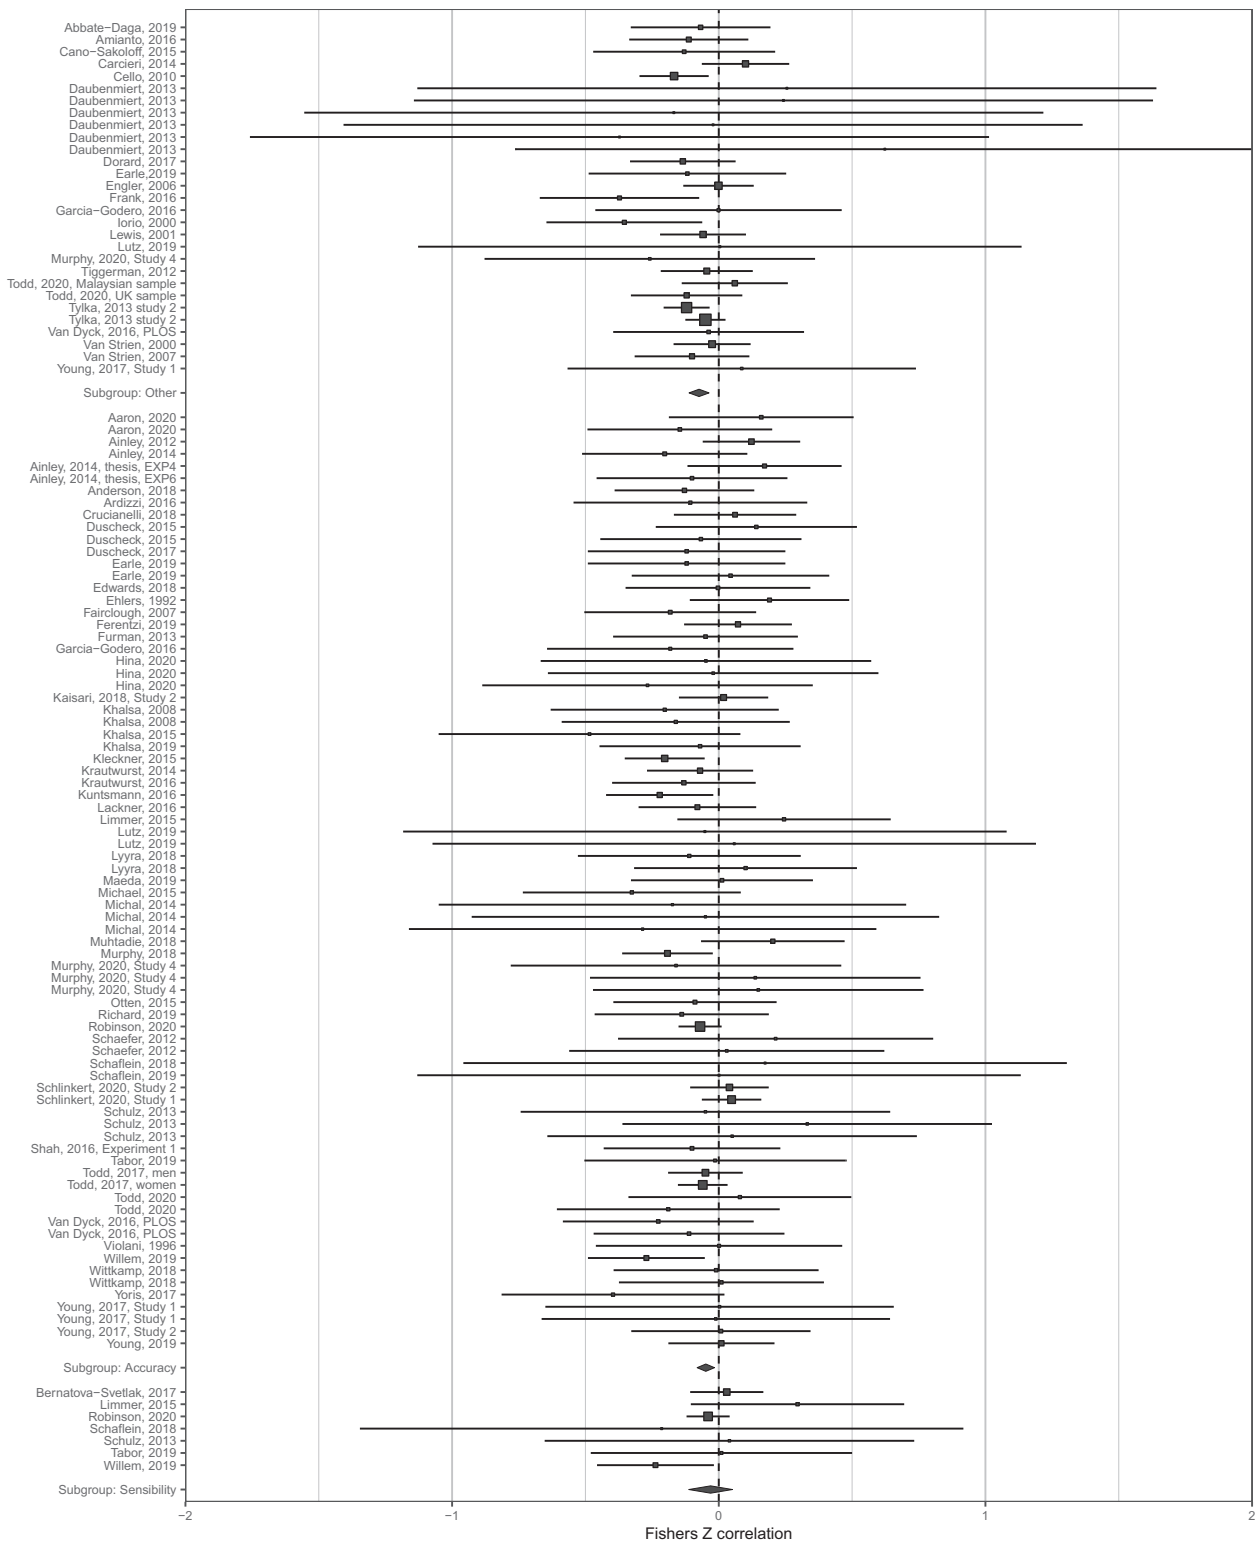 Abbate−Daga, 2019
Amianto, 2016
Cano−Sakoloff, 2015
Carcieri, 2014
Cello, 2010
Daubenmiert, 2013
Daubenmiert, 2013
Daubenmiert, 2013
Daubenmiert, 2013
Daubenmiert, 2013
Daubenmiert, 2013
Dorard, 2017
Earle,2019
Engler, 2006
Frank, 2016
Garcia−Godero, 2016
Iorio, 2000
Lewis, 2001
Lutz, 2019
Murphy, 2020, Study 4
Tiggerman, 2012
Todd, 2020, Malaysian sample
Todd, 2020, UK sample
Tylka, 2013 study 2
Tylka, 2013 study 2
Van Dyck, 2016, PLOS
Van Strien, 2000
Van Strien, 2007
Young, 2017, Study 1
Subgroup: Other
Aaron, 2020
Aaron, 2020
Ainley, 2012
Ainley, 2014
Ainley, 2014, thesis, EXP4
Ainley, 2014, thesis, EXP6
Anderson, 2018
Ardizzi, 2016
Crucianelli, 2018
Duscheck, 2015
Duscheck, 2015
Duscheck, 2017
Earle, 2019
Earle, 2019
Edwards, 2018
Ehlers, 1992
Fairclough, 2007
Ferentzi, 2019
Furman, 2013
Garcia−Godero, 2016
Hina, 2020
Hina, 2020
Hina, 2020
Kaisari, 2018, Study 2
Khalsa, 2008
Khalsa, 2008
Khalsa, 2015
Khalsa, 2019
Kleckner, 2015
Krautwurst, 2014
Krautwurst, 2016
Kuntsmann, 2016
Lackner, 2016
Limmer, 2015
Lutz, 2019
Lutz, 2019
Lyyra, 2018
Lyyra, 2018
Maeda, 2019
Michael, 2015
Michal, 2014
Michal, 2014
Michal, 2014
Muhtadie, 2018
Murphy, 2018
Murphy, 2020, Study 4
Murphy, 2020, Study 4
Murphy, 2020, Study 4
Otten, 2015
Richard, 2019
Robinson, 2020
Schaefer, 2012
Schaefer, 2012
Schaflein, 2018
Schaflein, 2019
Schlinkert, 2020, Study 2
Schlinkert, 2020, Study 1
Schulz, 2013
Schulz, 2013
Schulz, 2013
Shah, 2016, Experiment 1
Tabor, 2019
Todd, 2017, men
Todd, 2017, women
Todd, 2020
Todd, 2020
Van Dyck, 2016, PLOS
Van Dyck, 2016, PLOS
Violani, 1996
Willem, 2019
Wittkamp, 2018
Wittkamp, 2018
Yoris, 2017
Young, 2017, Study 1
Young, 2017, Study 1
Young, 2017, Study 2
Young, 2019
Subgroup: Accuracy
Bernatova−Svetlak, 2017
Limmer, 2015
Robinson, 2020
Schaflein, 2018
Schulz, 2013
Tabor, 2019
Willem, 2019
Subgroup: Sensibility
−2 −1 0 1 2
Fishers Z correlation